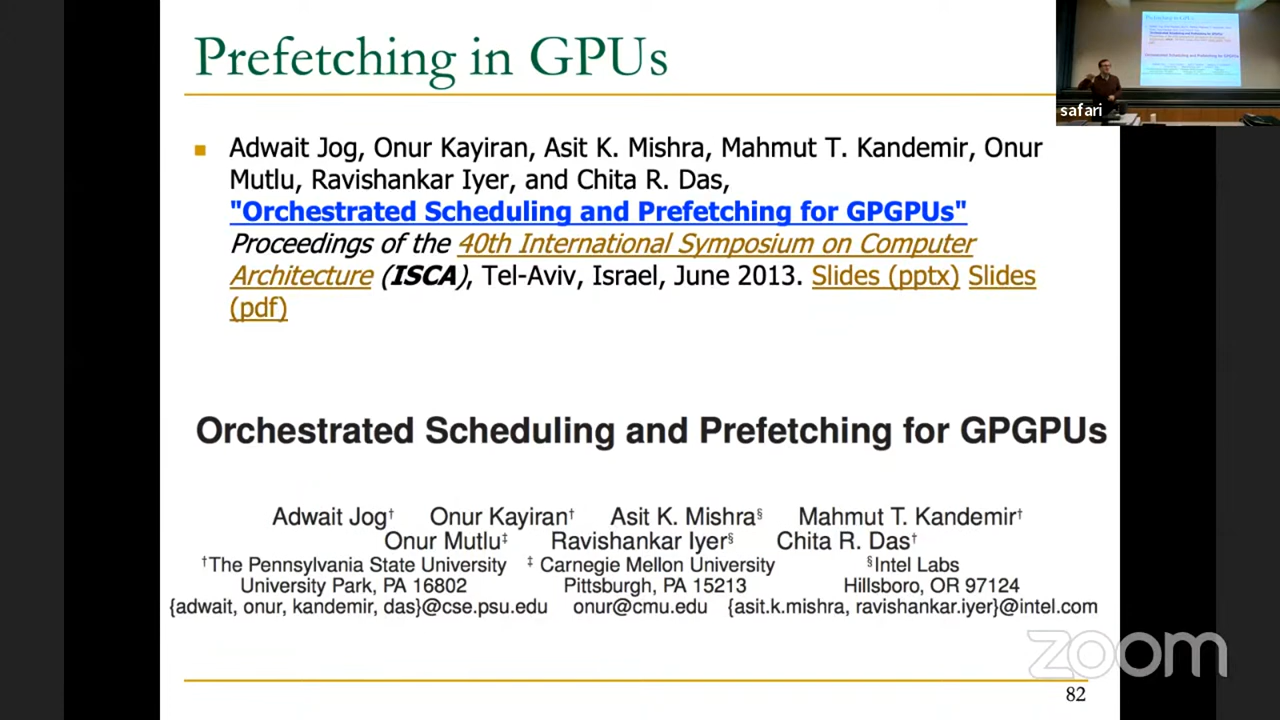 Prefetching in GPUs
safari
Adwait Jog, Onur Kayiran, Asit K. Mishra, Mahmut T. Kandemir, Onur
Mutlu, Ravishankar Iyer, and Chita R. Das,
"Orchestrated Scheduling and Prefetching for GPGPUs"
Proceedings of the 40th International Symposium on Computer
Architecture (ISCA), Tel-Aviv, Israel, June 2013. Slides (pptx) Slides
(pdf)
Orchestrated Scheduling and Prefetching for GPGPUs
Adwait Jog† Onur Kayiran† Asit K. Mishra§ Mahmut T. Kandemir†
Onur Mutlu‡ Ravishankar Iyer§ Chita R. Das†
†The Pennsylvania State University ‡ Carnegie Mellon University §Intel Labs
University Park, PA 16802 Pittsburgh, PA 15213 Hillsboro, OR 97124
{adwait, onur, kandemir, das}@cse.psu.edu onur@cmu.edu {asit.k.mishra, ravishankar.iyer}@intel.com
zoom
82